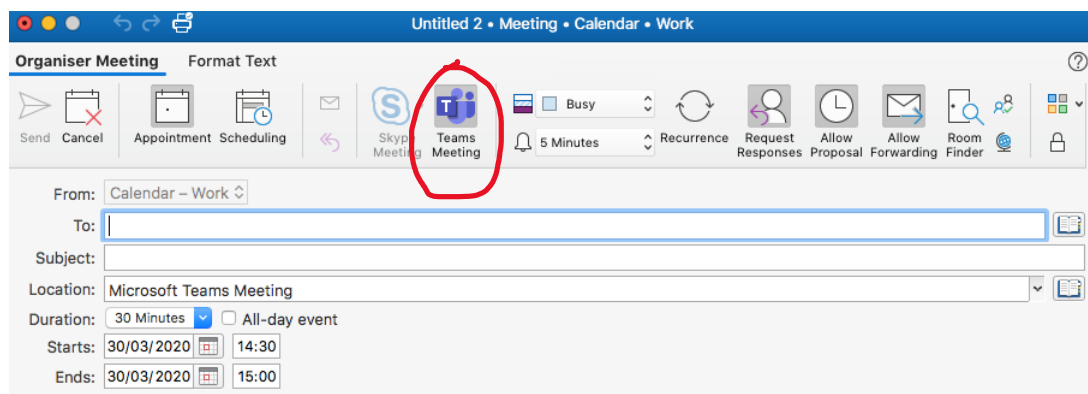 Untitled 2 • Meeting • Calendar • Work
Organiser Meeting Format Text
Busy
Send Cancel Appointment Scheduling Skype Meeting Teams Meeting 5 Minutes Recurrence Request Responses Allow Proposal Allow Forwarding Room Finder
From: Calendar – Work
To:
Subject:
Location: Microsoft Teams Meeting
Duration: 30 Minutes All-day event
Starts: 30/03/2020 14:30
Ends: 30/03/2020 15:00